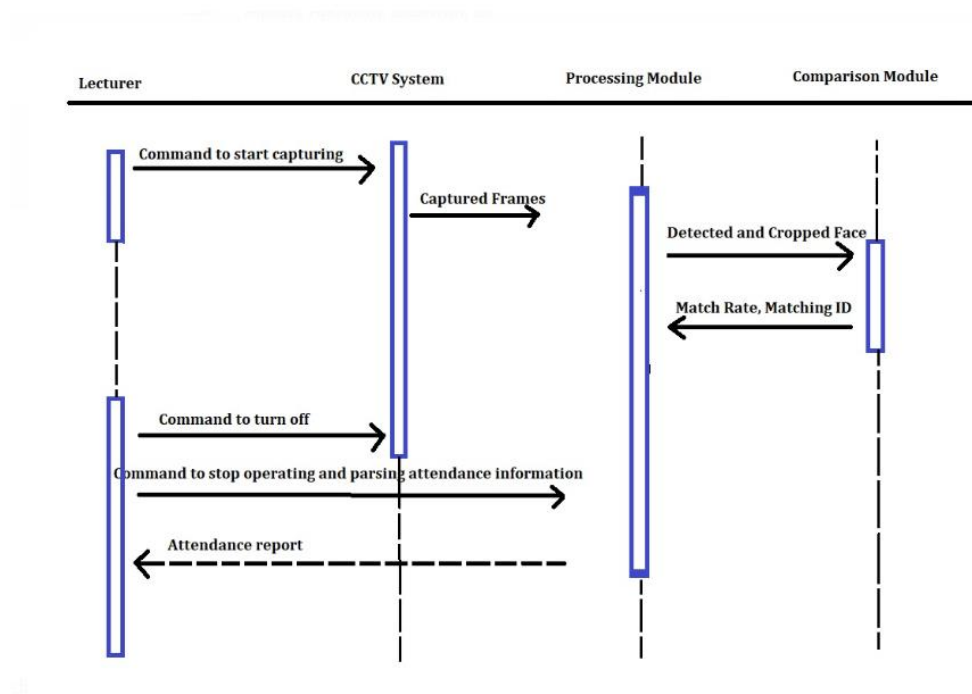 Lecturer
CCTV System
Processing Module
Comparison Module
Command to start capturing
Captured Frames
Detected and Cropped Face
Match Rate, Matching ID
Command to turn off
Command to stop operating and parsing attendance information
Attendance report